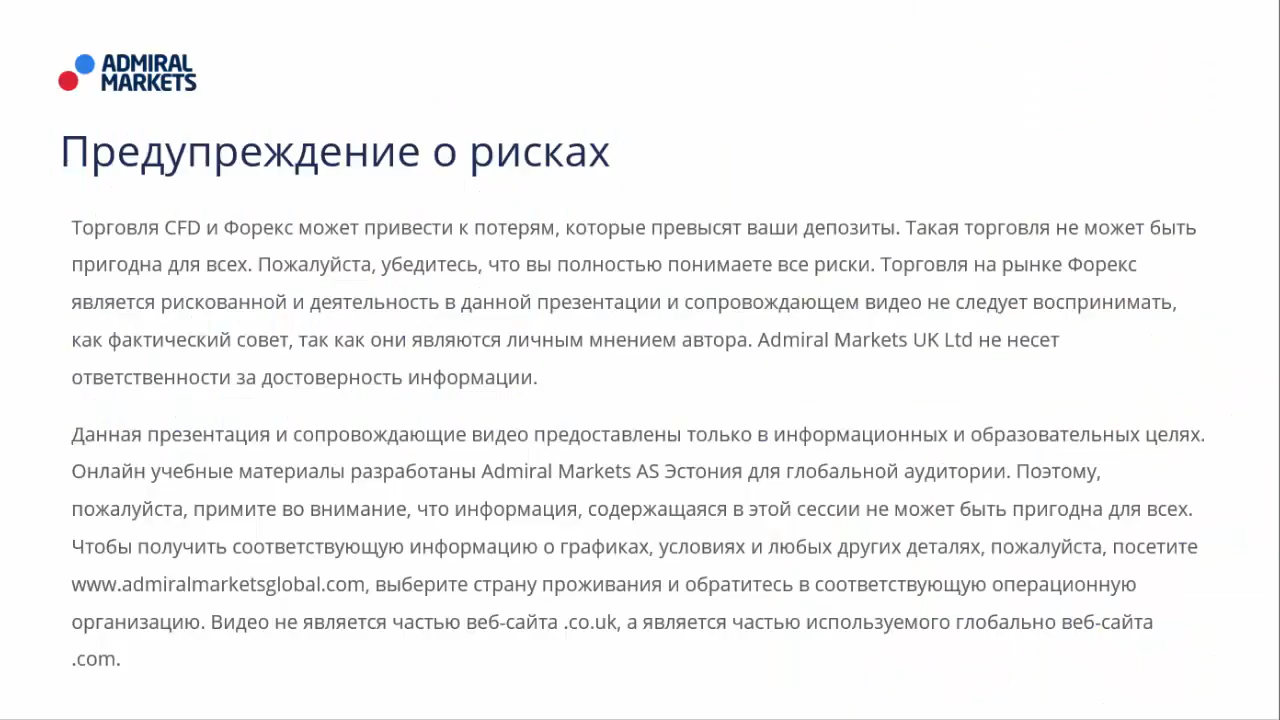 ADMIRAL
MARKETS
Предупреждение о рисках
Торговля CFD и Форекс может привести к потерям, которые превысят ваши депозиты. Такая торговля не может быть
пригодна для всех. Пожалуйста, убедитесь, что вы полностью понимаете все риски. Торговля на рынке Форекс
является рискованной и деятельность в данной презентации и сопровождающем видео не следует воспринимать,
как фактический совет, так как они являются личным мнением автора. Admiral Markets UK Ltd не несет
ответственности за достоверность информации.
Данная презентация и сопровождающие видео предоставлены только в информационных и образовательных целях.
Онлайн учебные материалы разработаны Admiral Markets AS Эстония для глобальной аудитории. Поэтому,
пожалуйста, примите во внимание, что информация, содержащаяся в этой сессии не может быть пригодна для всех.
Чтобы получить соответствующую информацию о графиках, условиях и любых других деталях, пожалуйста, посетите
www.admiralmarketsglobal.com, выберите страну проживания и обратитесь в соответствующую операционную
организацию. Видео не является частью веб-сайта .co.uk, а является частью используемого глобально веб-сайта
.com.